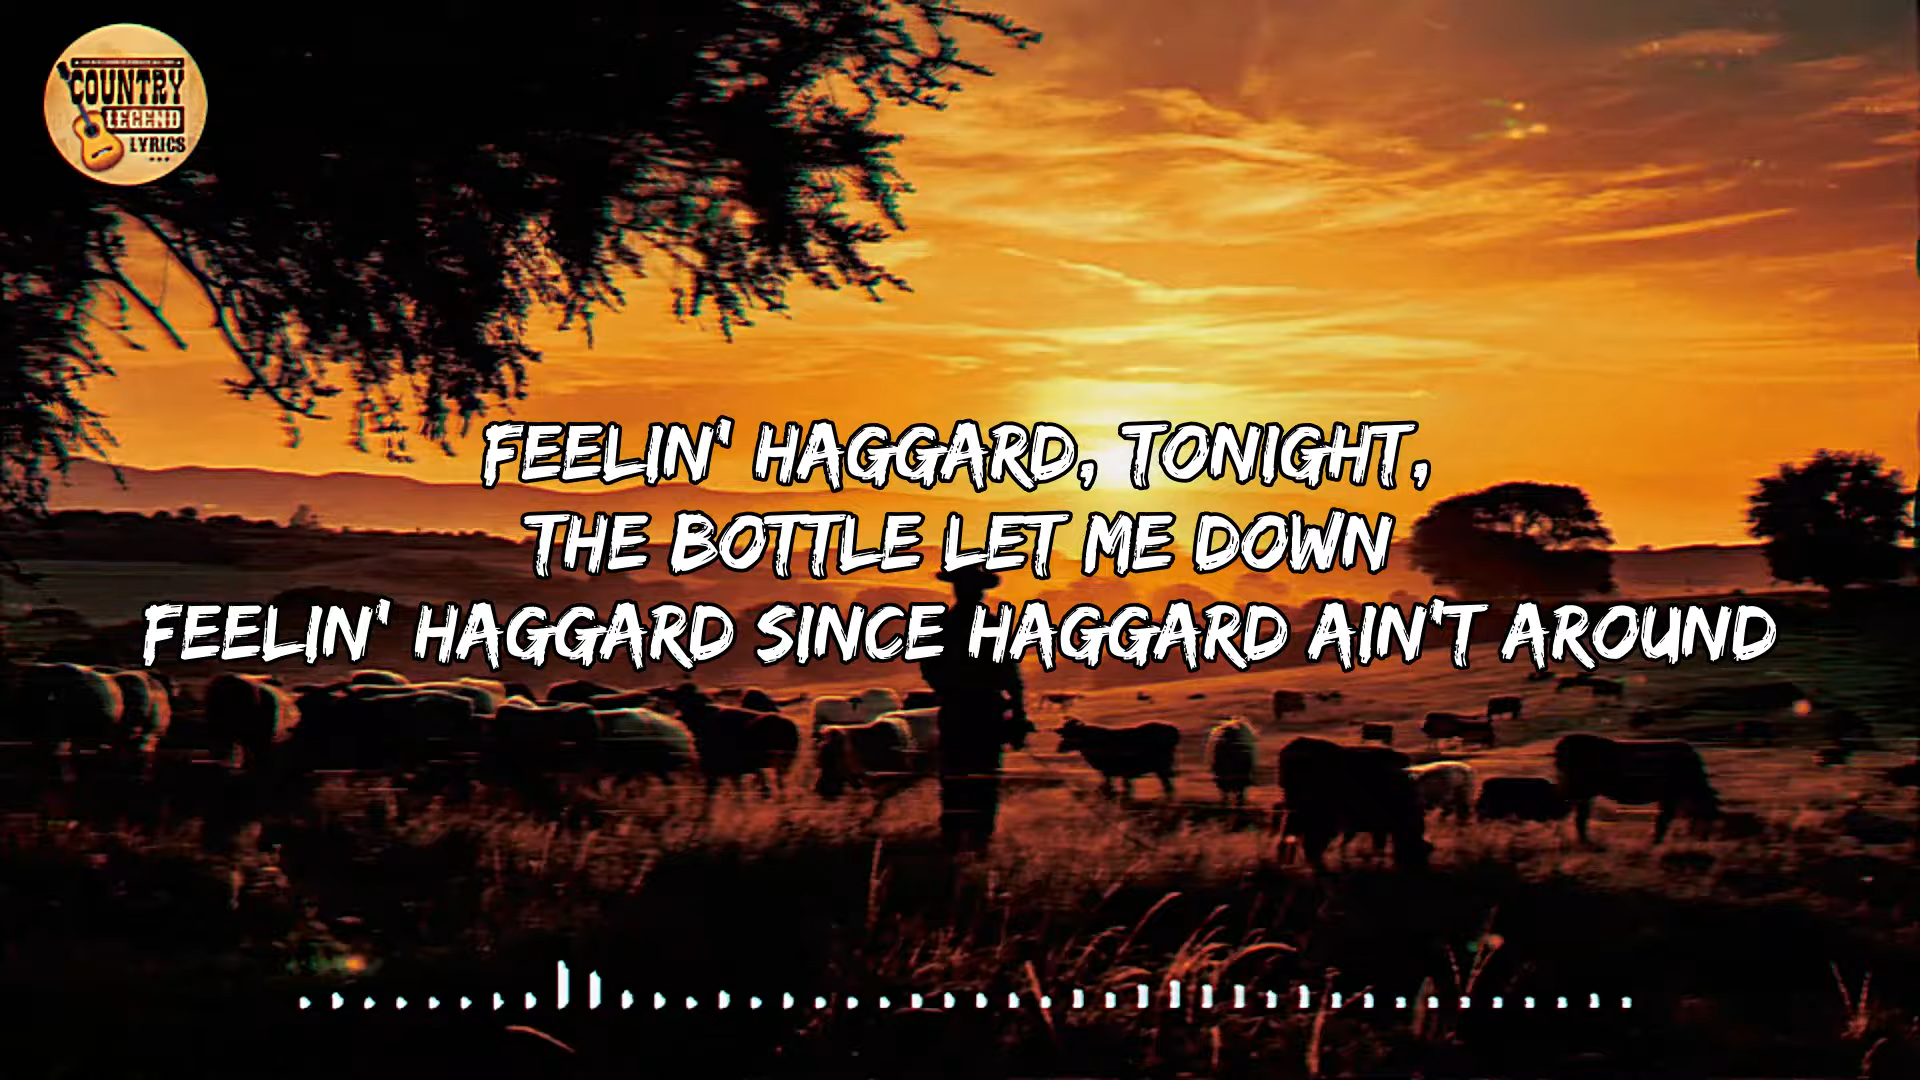 COUNTRY
LEGEND
LYRICS
FEELIN' HAGGARD, TONIGHT,
THE BOTTLE LET ME DOWN
FEELIN' HAGGARD SINCE HAGGARD AIN'T AROUND